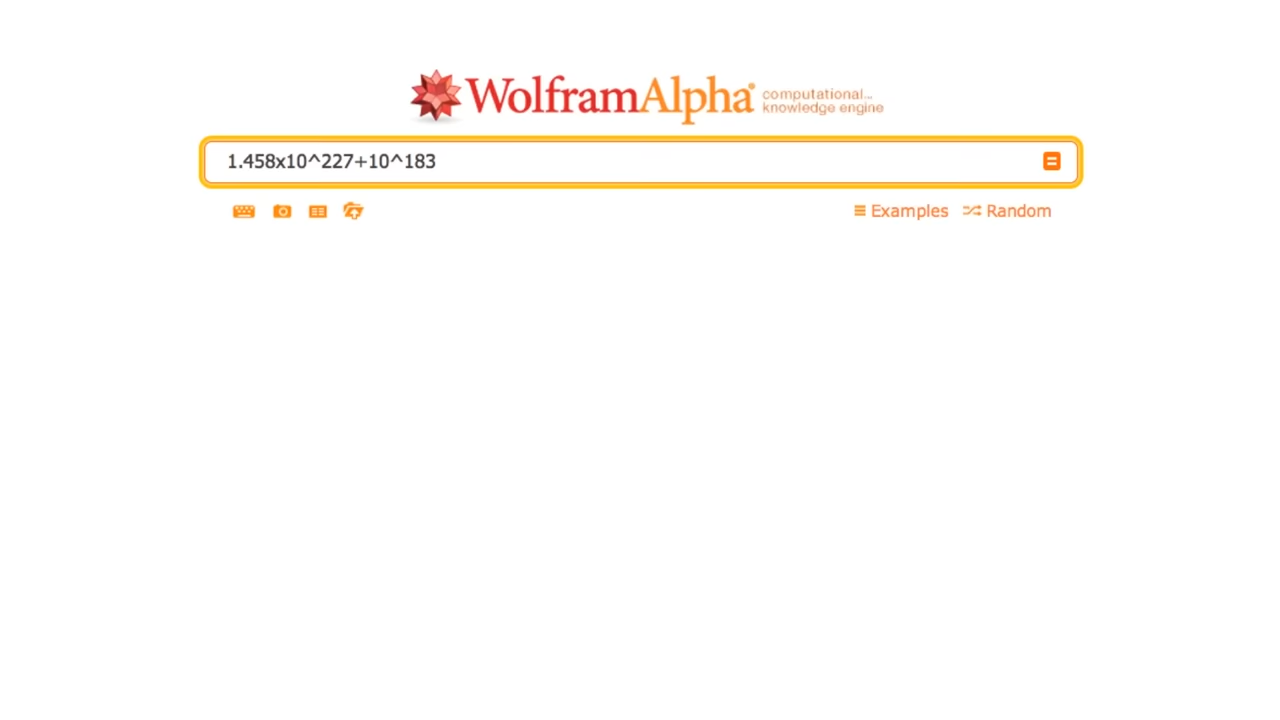 WolframAlpha computational...
knowledge engine
1.458x10^227+10^183
Examples Random